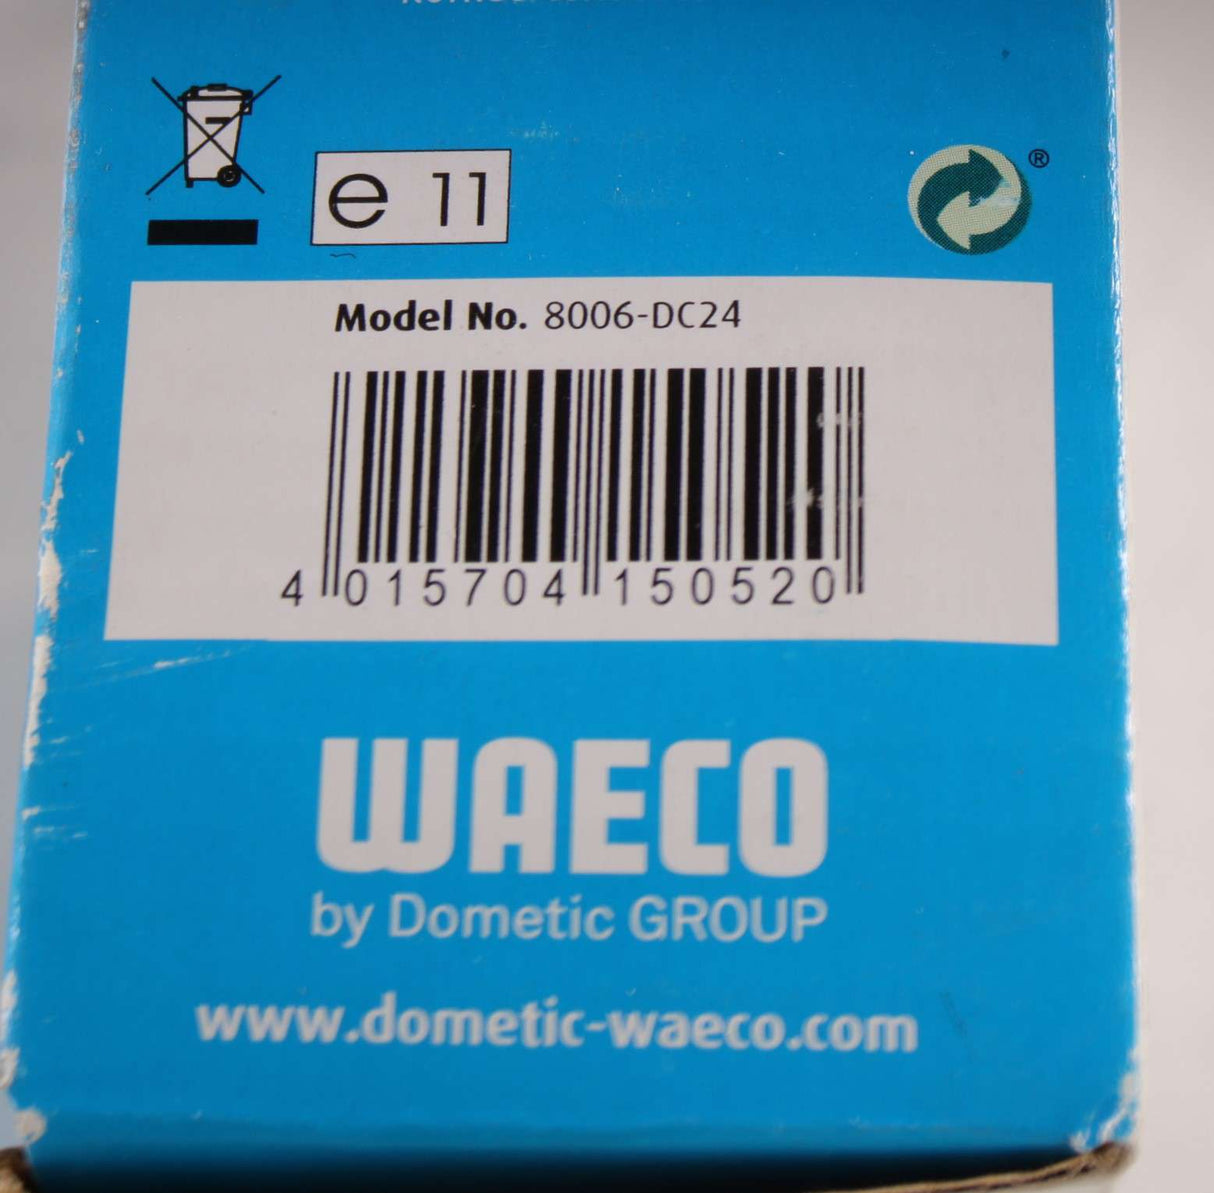 e 11
®
Model No. 8006-DC24
4 015704 150520
WAECO
by Dometic GROUP
www.dometic-waeco.com